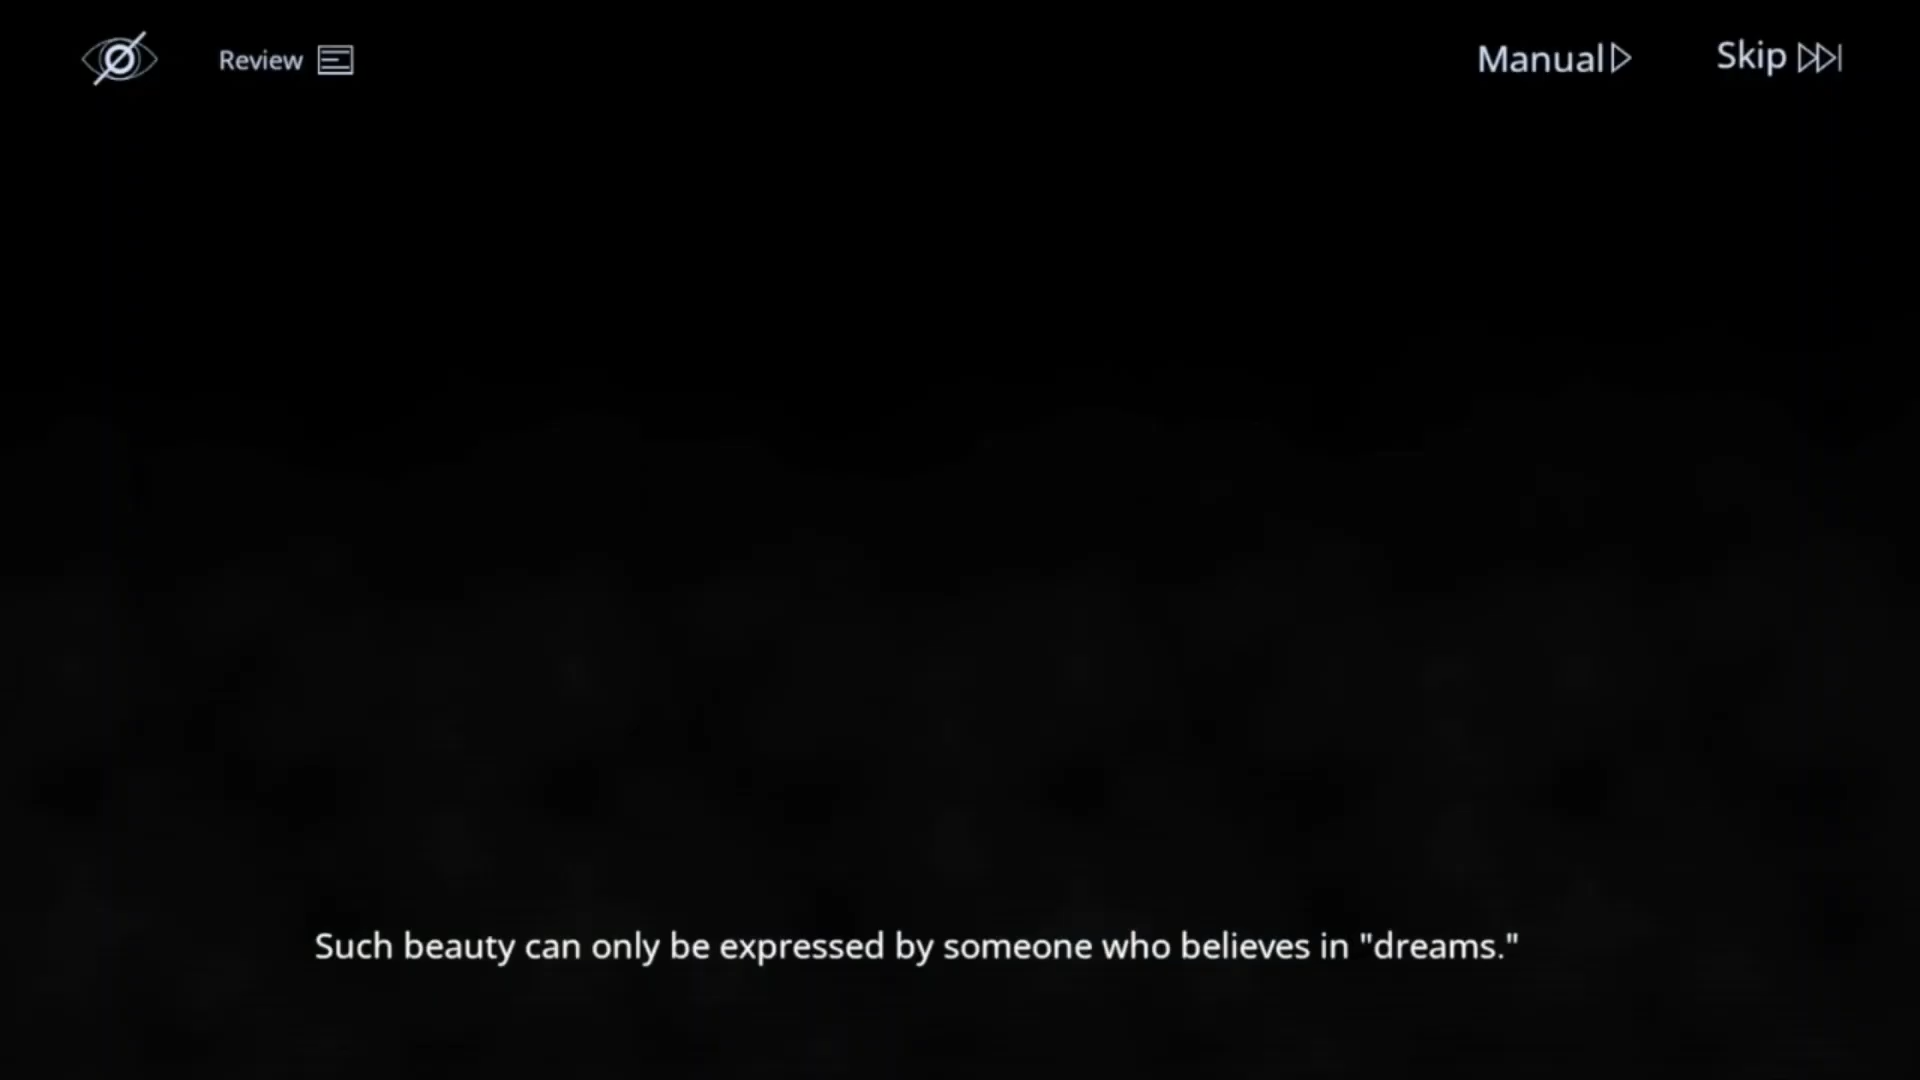 Review
Manual
Skip
Such beauty can only be expressed by someone who believes in "dreams."